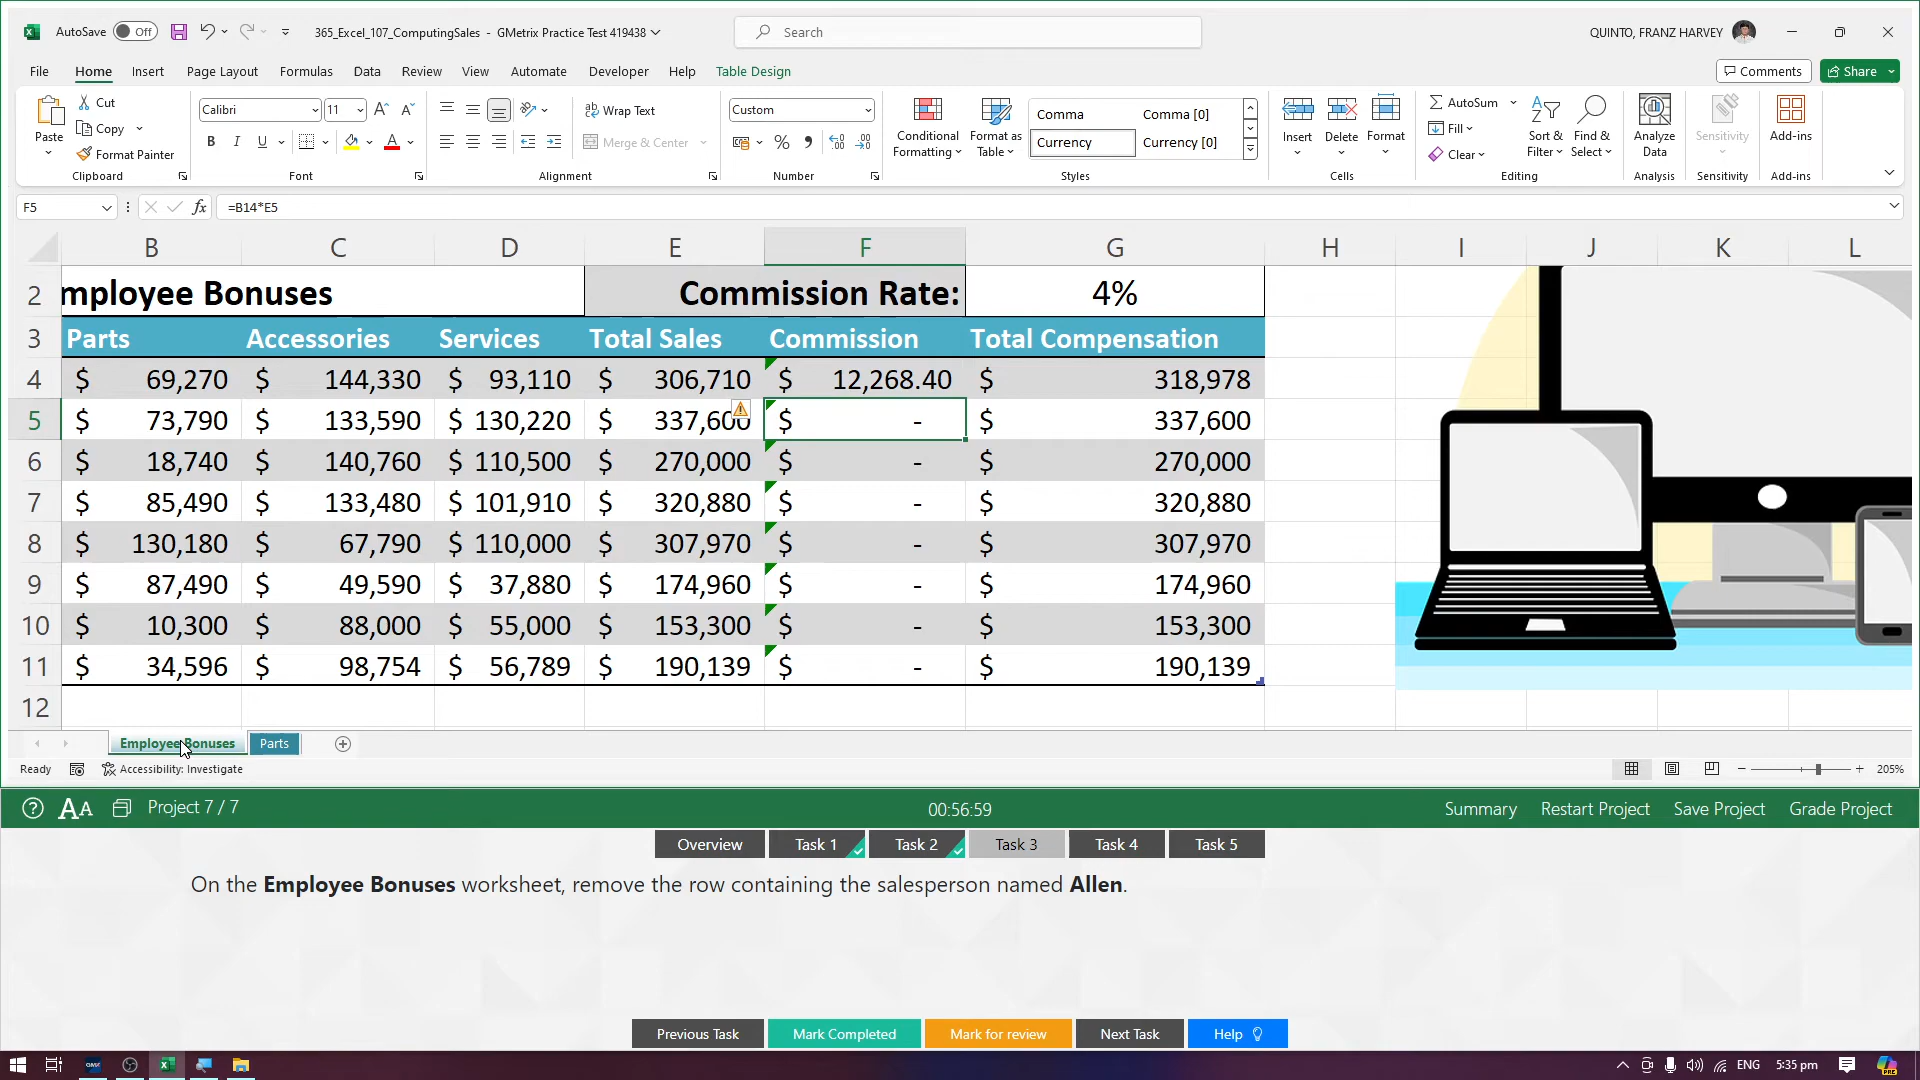 AutoSave Off 365_Excel_107_ComputingSales - GMetrix Practice Test 419438 Search QUINTO, FRANZ HARVEY
File Home Insert Page Layout Formulas Data Review View Automate Developer Help Table Design Comments Share
Paste Cut Copy Format Painter Clipboard
Calibri 11 B I U Font
Wrap Text Merge & Center Alignment
Custom % Number
Conditional Formatting Format as Table Comma Comma [0] Currency Currency [0] Styles
Insert Delete Format Cells
AutoSum Fill Clear Sort & Filter Find & Select Editing
Analyze Data Analysis
Sensitivity Sensitivity
Add-ins Add-ins
F5 fx =B14*E5
B C D E F G H I J K L
2 mployee Bonuses Commission Rate: 4%
3 Parts Accessories Services Total Sales Commission Total Compensation
4 $ 69,270 $ 144,330 $ 93,110 $ 306,710 $ 12,268.40 $ 318,978
5 $ 73,790 $ 133,590 $ 130,220 $ 337,600 $ - $ 337,600
6 $ 18,740 $ 140,760 $ 110,500 $ 270,000 $ - $ 270,000
7 $ 85,490 $ 133,480 $ 101,910 $ 320,880 $ - $ 320,880
8 $ 130,180 $ 67,790 $ 110,000 $ 307,970 $ - $ 307,970
9 $ 87,490 $ 49,590 $ 37,880 $ 174,960 $ - $ 174,960
10 $ 10,300 $ 88,000 $ 55,000 $ 153,300 $ - $ 153,300
11 $ 34,596 $ 98,754 $ 56,789 $ 190,139 $ - $ 190,139
12
Employee Bonuses Parts
Ready Accessibility: Investigate 205%
Project 7 / 7 00:56:59 Summary Restart Project Save Project Grade Project
Overview Task 1 Task 2 Task 3 Task 4 Task 5
On the Employee Bonuses worksheet, remove the row containing the salesperson named Allen.
Previous Task Mark Completed Mark for review Next Task Help
ENG 5:35 pm